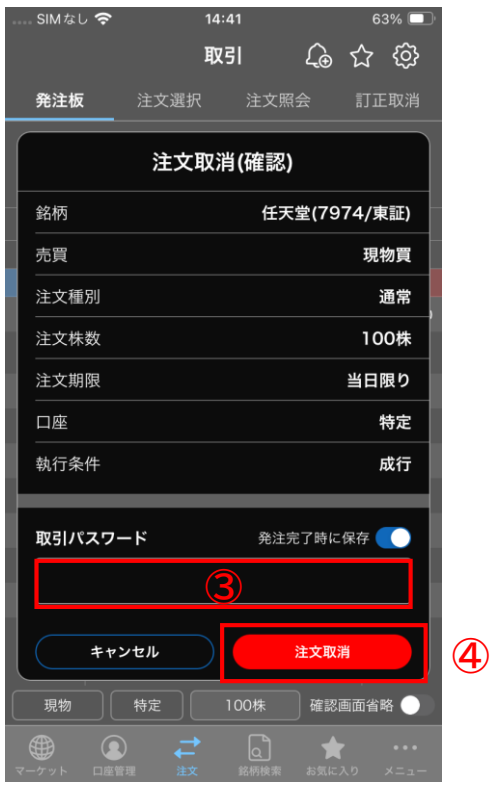 .... SIMなし 14:41 63%
取引
発注板 注文選択 注文照会 訂正取消
注文取消(確認)
銘柄 任天堂(7974/東証)
売買 現物買
注文種別 通常
注文株数 100株
注文期限 当日限り
口座 特定
執行条件 成行
取引パスワード 発注完了時に保存
③
キャンセル 注文取消 ④
現物 特定 100株 確認画面省略
マーケット 口座管理 注文 銘柄検索 お気に入り メニュー